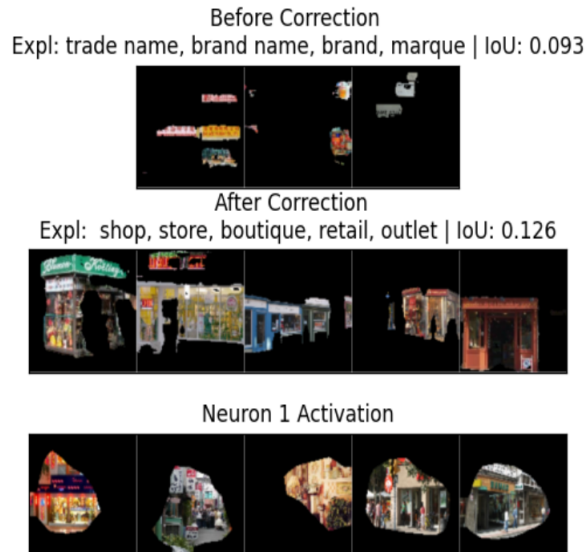 Before Correction
Expl: trade name, brand name, brand, marque | IoU: 0.093
After Correction
Expl: shop, store, boutique, retail, outlet | IoU: 0.126
Neuron 1 Activation